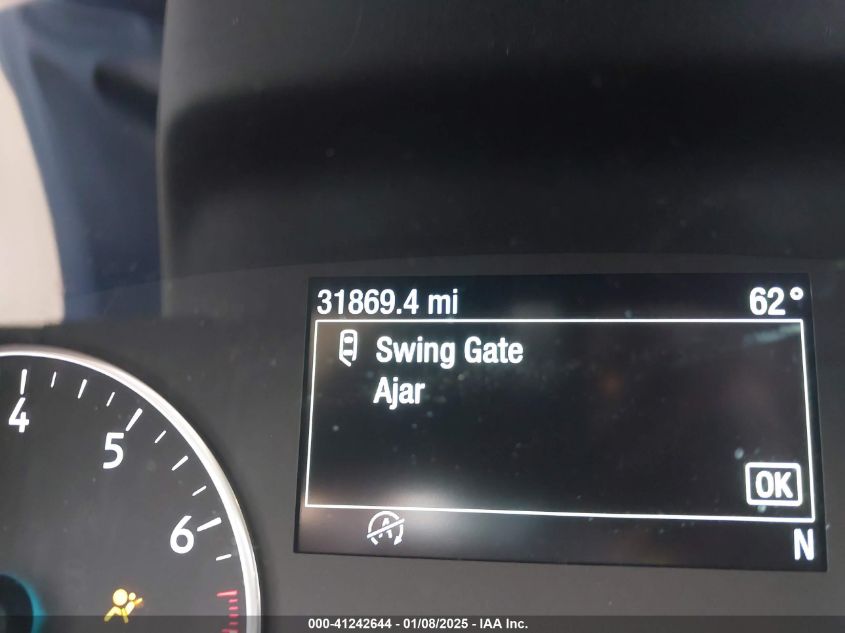 31869.4 mi 62°
Swing Gate
Ajar
4
5
6
OK
A
N
000-41242644 - 01/08/2025 - IAA Inc.